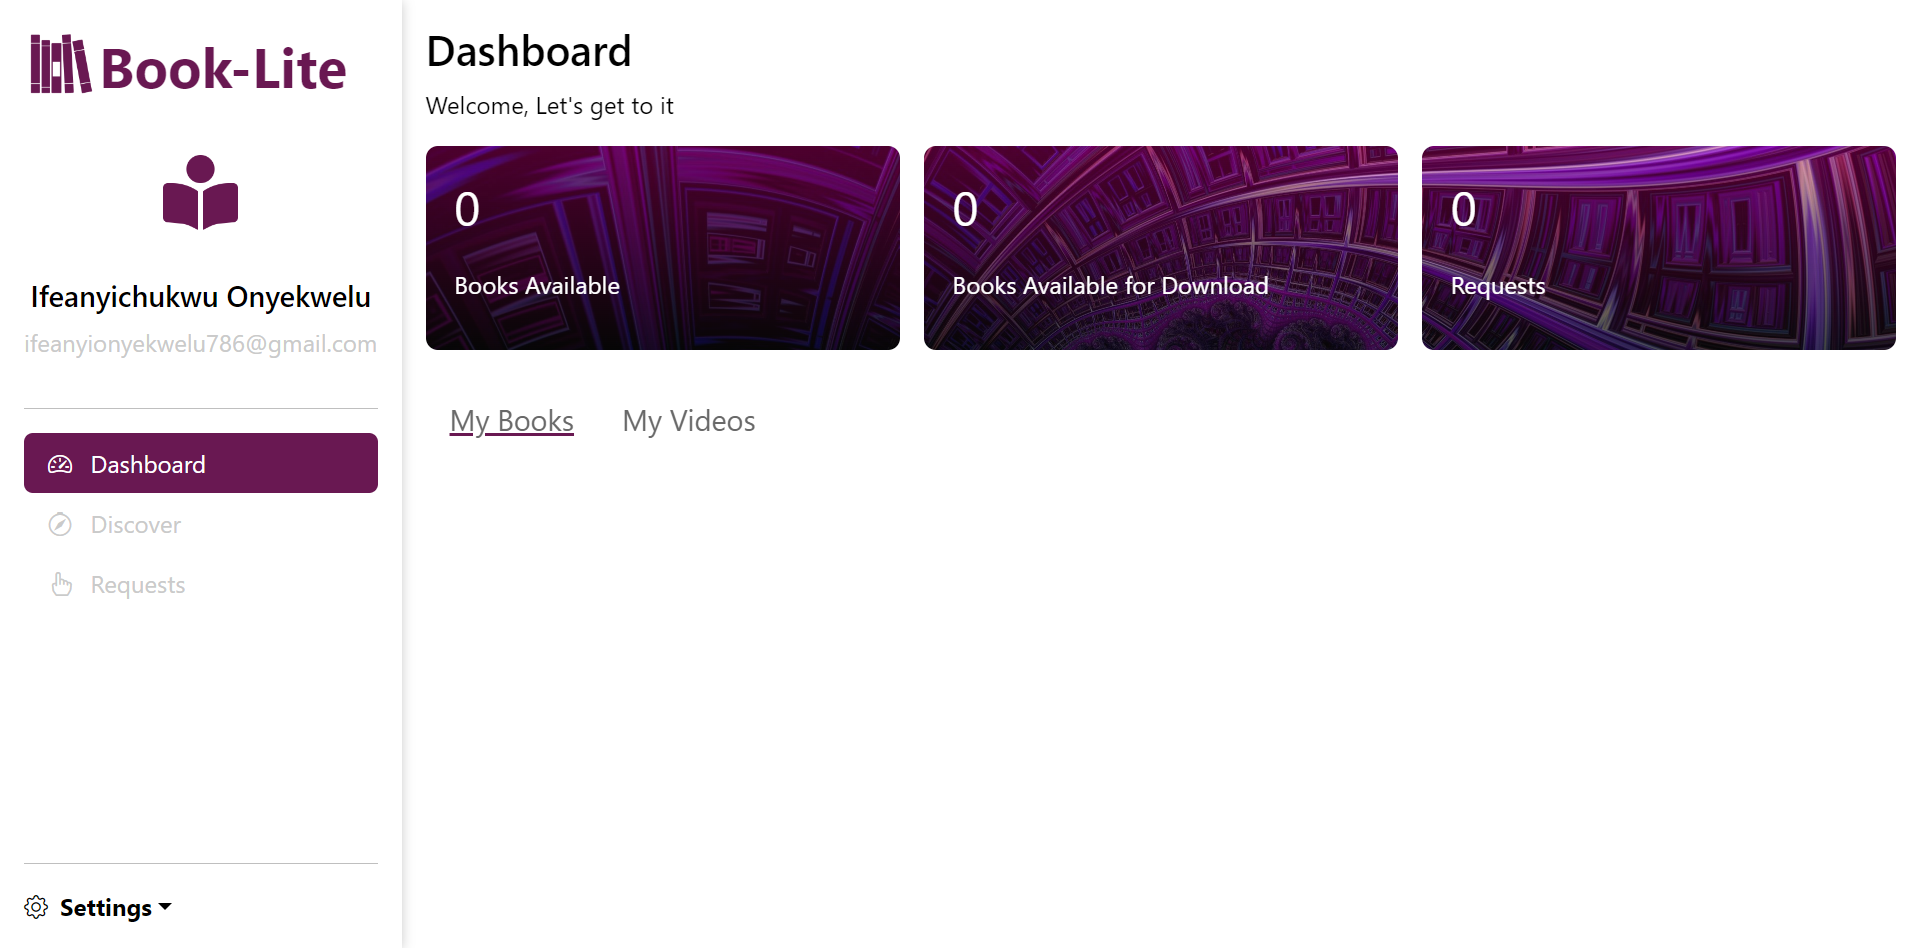 Book-Lite
Ifeanyichukwu Onyekwelu
ifeanyionyekwelu786@gmail.com
Dashboard
Discover
Requests
Settings
Dashboard
Welcome, Let's get to it
0
Books Available
0
Books Available for Download
0
Requests
My Books
My Videos